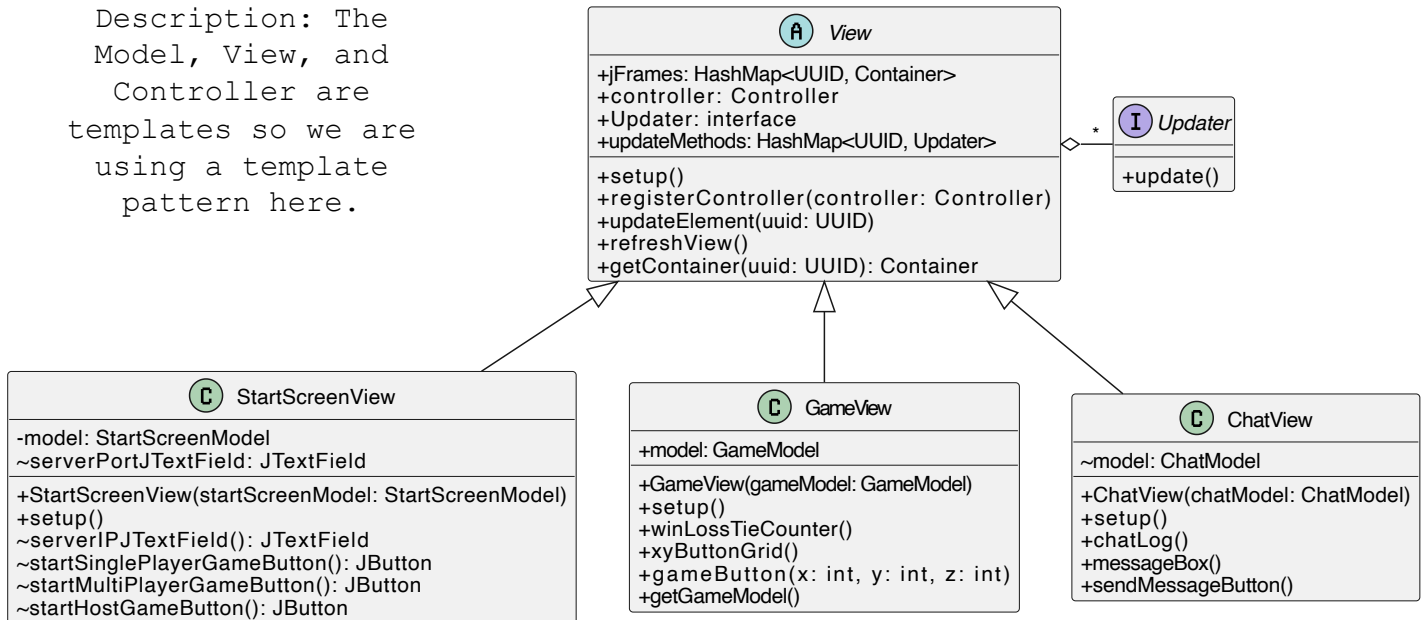 Description: The
Model, View, and
Controller are
templates so we are
using a template
pattern here.
A View
+jFrames: HashMap<UUID, Container>
+controller: Controller
+Updater: interface
+updateMethods: HashMap<UUID, Updater>
+setup()
+registerController(controller: Controller)
+updateElement(uuid: UUID)
+refreshView()
+getContainer(uuid: UUID): Container
*
I Updater
+update()
C StartScreenView
-model: StartScreenModel
~serverPortJTextField: JTextField
+StartScreenView(startScreenModel: StartScreenModel)
+setup()
~serverIPJTextField(): JTextField
~startSinglePlayerGameButton(): JButton
~startMultiPlayerGameButton(): JButton
~startHostGameButton(): JButton
C GameView
+model: GameModel
+GameView(gameModel: GameModel)
+setup()
+winLossTieCounter()
+xyButtonGrid()
+gameButton(x: int, y: int, z: int)
+getGameModel()
C ChatView
~model: ChatModel
+ChatView(chatModel: ChatModel)
+setup()
+chatLog()
+messageBox()
+sendMessageButton()